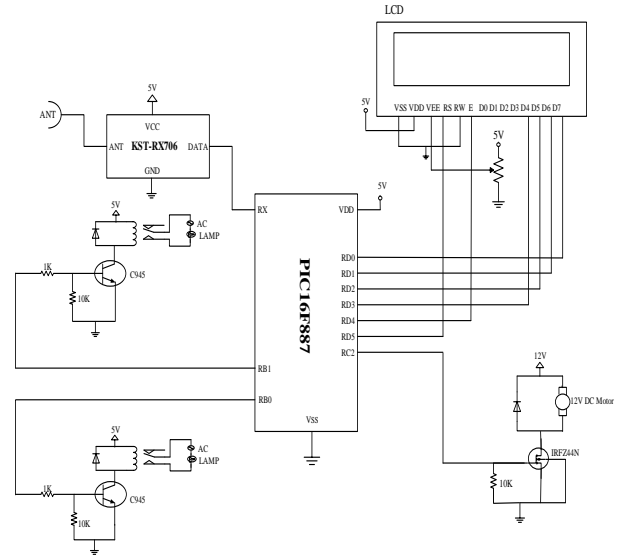 LCD
5V
VSS VDD VEE RS RW E D0 D1 D2 D3 D4 D5 D6 D7
5V
5V
ANT
VCC
ANT KST-RX706 DATA
GND
5V
RX
VDD
5V
AC
LAMP
1K
C945
10K
PIC16F887
RD0
RD1
RD2
RD3
RD4
RD5
RC2
RB1
RB0
VSS
12V
12V DC Motor
IRFZ44N
10K
5V
AC
LAMP
1K
C945
10K